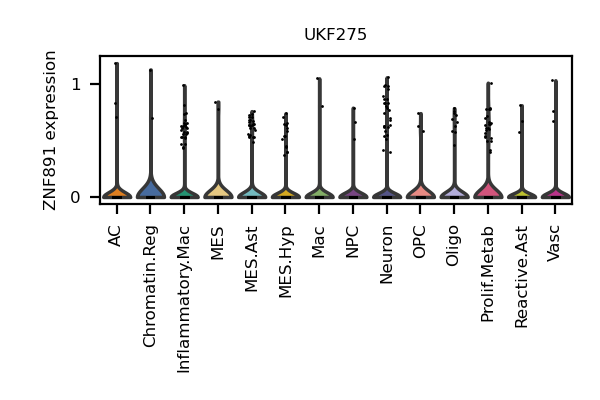 UKF275
ZNF891 expression
1
0
AC
Chromatin.Reg
Inflammatory.Mac
MES
MES.Ast
MES.Hyp
Mac
NPC
Neuron
OPC
Oligo
Prolif.Metab
Reactive.Ast
Vasc